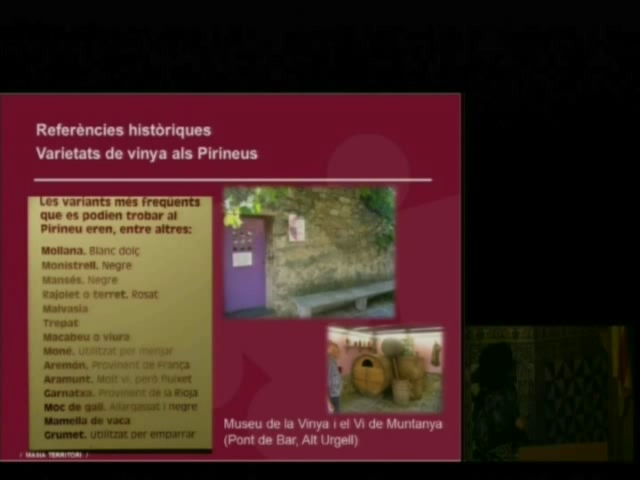 Referències històriques
Varietats de vinya als Pirineus
Les variants més freqüents
que es podien trobar al
Pirineu eren, entre altres:
Mollana. Blanc dolç
Monistrell. Negre
Mansés. Negre
Rajolet o terret. Rosat
Malvasia
Trepat
Macabeu o viura
Moné. Utilitzat per menjar
Aremón. Provinent de França
Aramunt. Molt vi, però fluixet
Garnatxa. Provinent de la Rioja
Moc de gall. Allargassat i negre
Mamella de vaca
Grumet. Utilitzat per emparrar
Museu de la Vinya i el Vi de Muntanya
(Pont de Bar, Alt Urgell)
/ MASIA TERRITORI /